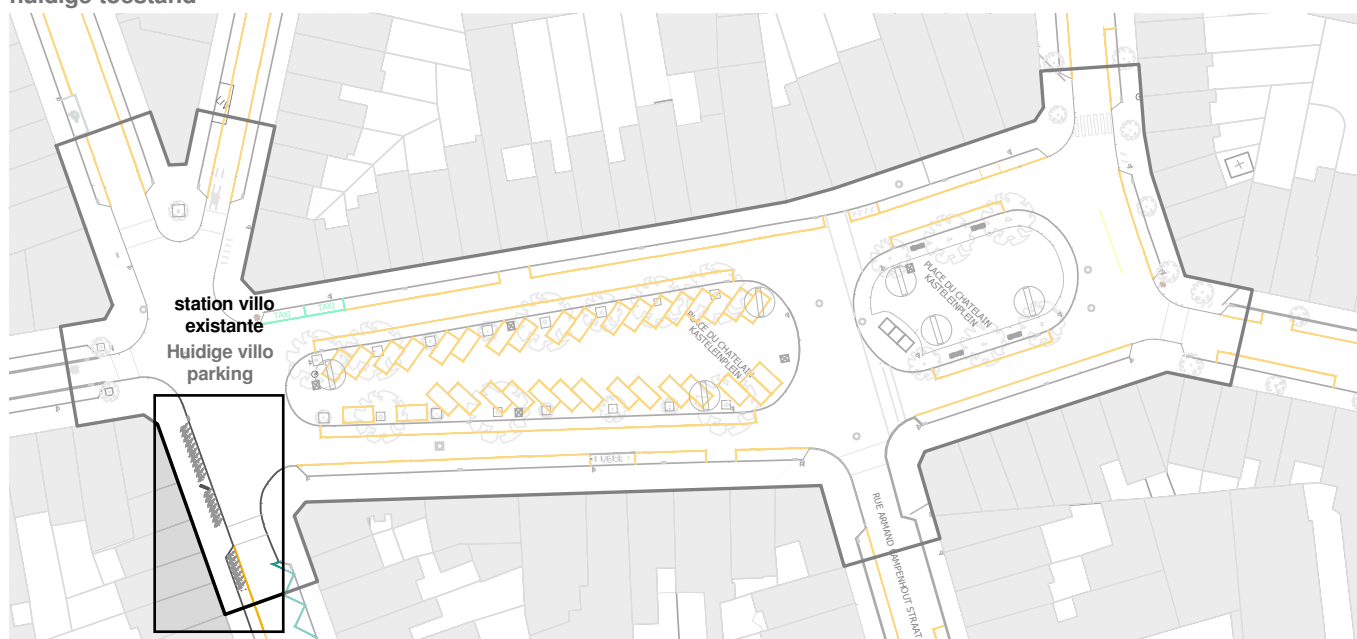 huidige toestand
station villo
existante
Huidige villo
parking
TAXI
TAXI
PLACE DU CHATELAIN
KASTELEINPLEIN
PLACE DU CHATELAIN
KASTELEINPLEIN
RUE ARMAND CAMPENHOUT STRAAT